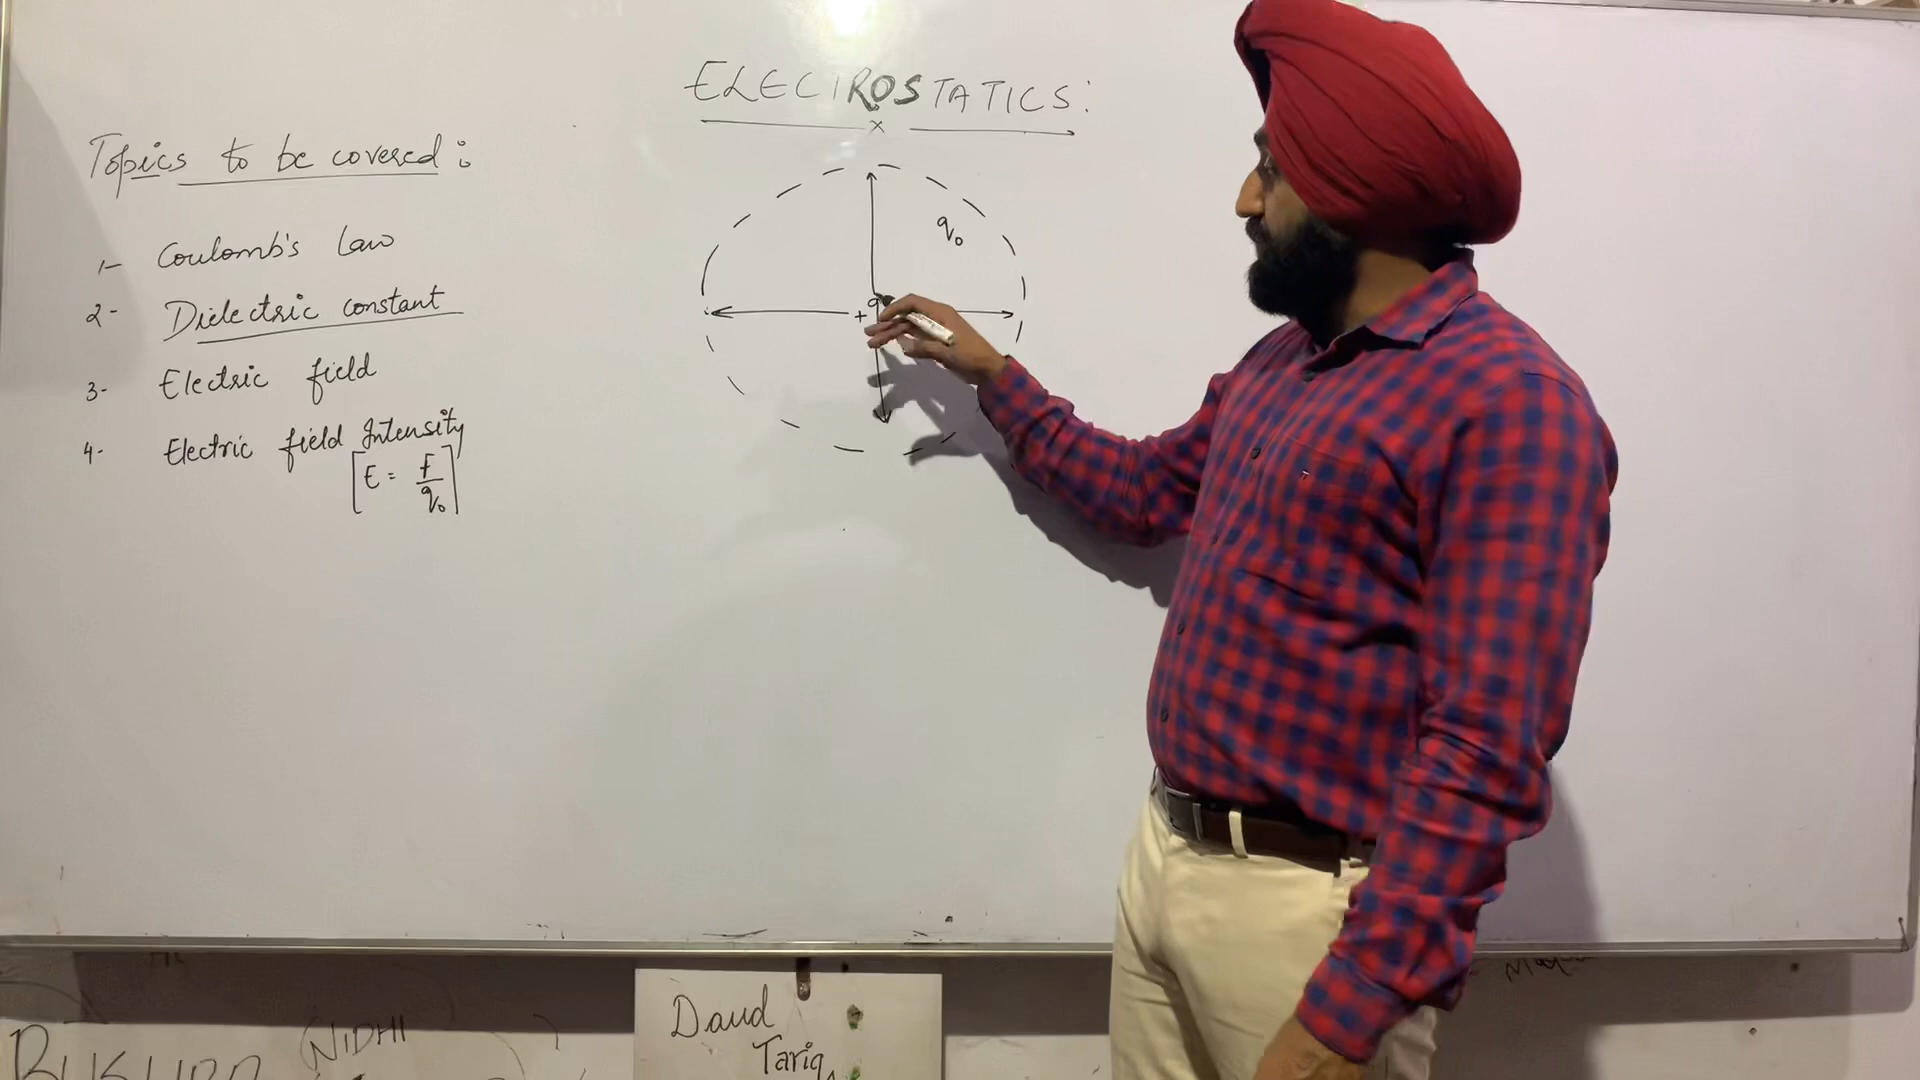 ELECTROSTATICS:
x
Topics to be covered:
1- Coulomb's Law
2- Dielectric constant
3- Electric field
4- Electric field Intensity
[E = F/q₀]
q₀
+q
(NIDHI
Daud
Tariq